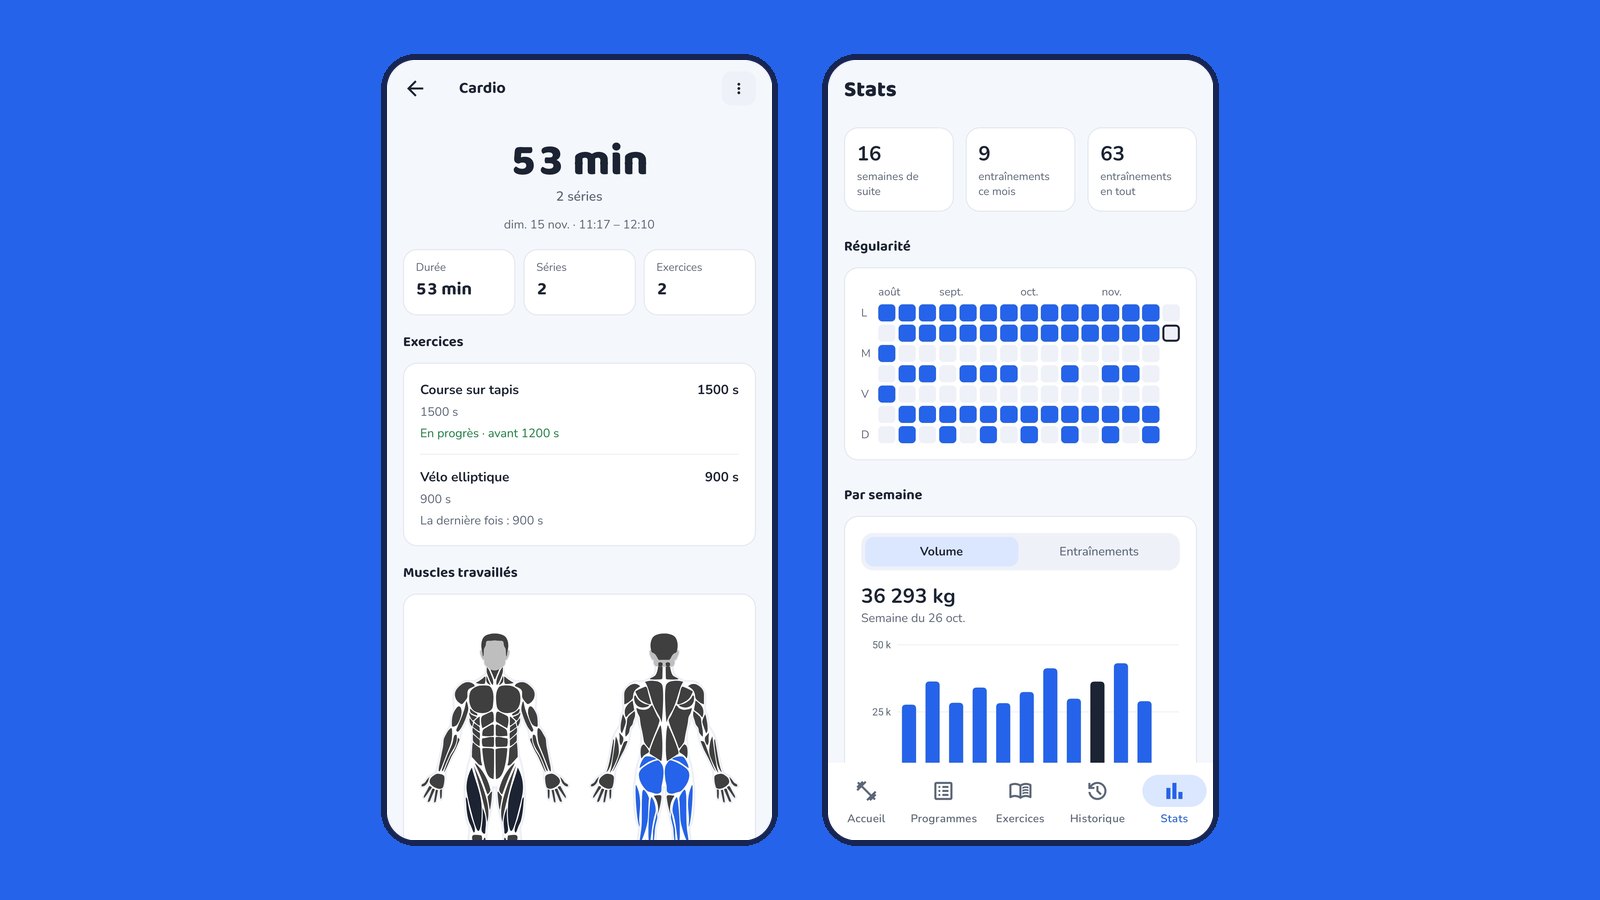 Cardio
53 min
2 séries
dim. 15 nov. · 11:17 – 12:10
Durée
53 min
Séries
2
Exercices
2
Exercices
Course sur tapis 1500 s
1500 s
En progrès · avant 1200 s
Vélo elliptique 900 s
900 s
La dernière fois : 900 s
Muscles travaillés
Stats
16
semaines de
suite
9
entraînements
ce mois
63
entraînements
en tout
Régularité
août sept. oct. nov.
L
M
V
D
Par semaine
Volume Entraînements
36 293 kg
Semaine du 26 oct.
50 k
25 k
Accueil Programmes Exercices Historique Stats